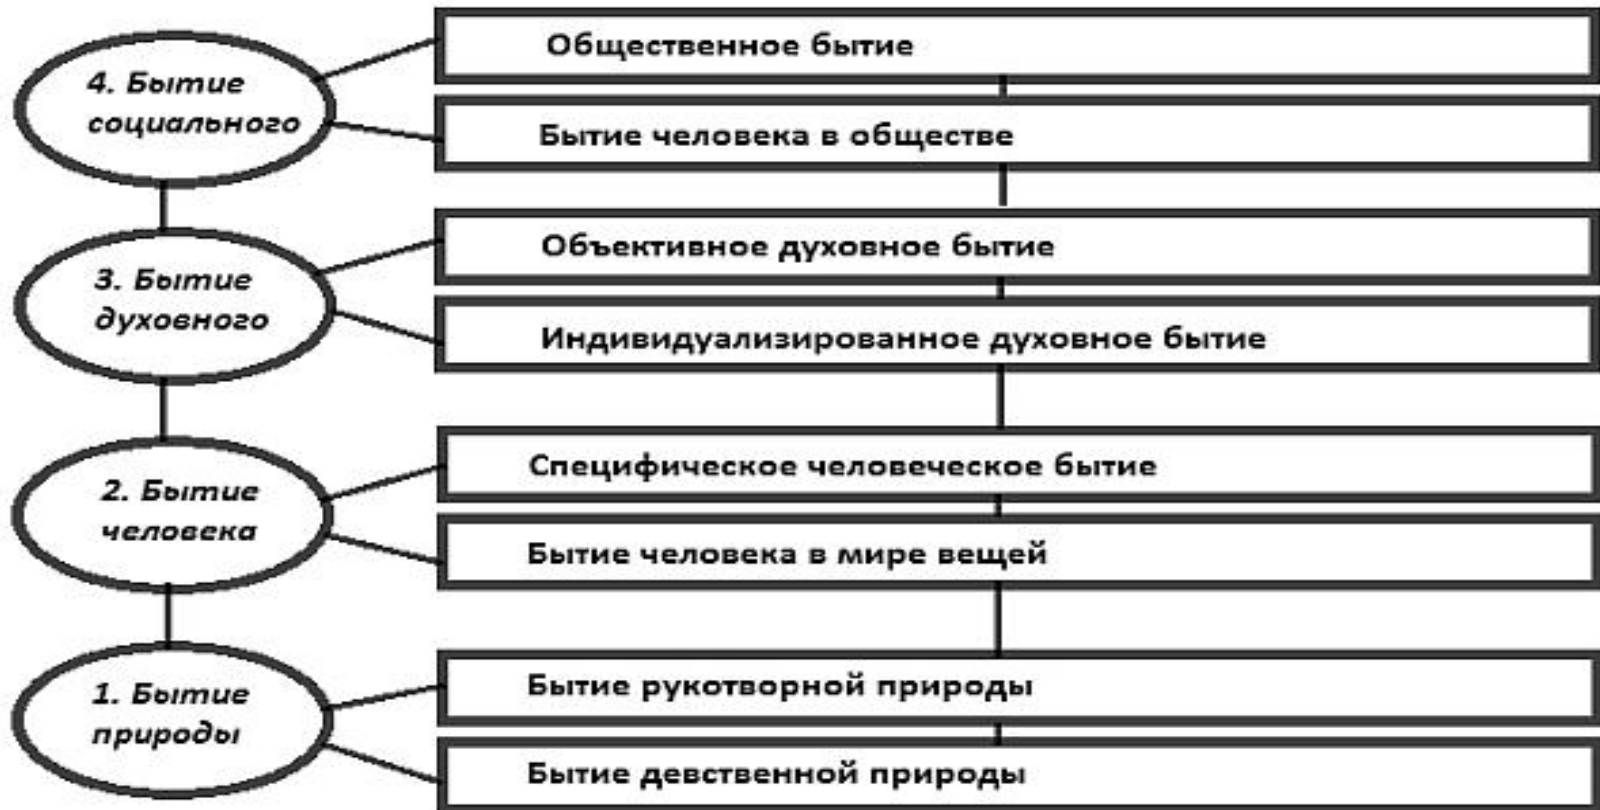 4. Бытие
социального
Общественное бытие
Бытие человека в обществе
3. Бытие
духовного
Объективное духовное бытие
Индивидуализированное духовное бытие
2. Бытие
человека
Специфическое человеческое бытие
Бытие человека в мире вещей
1. Бытие
природы
Бытие рукотворной природы
Бытие девственной природы